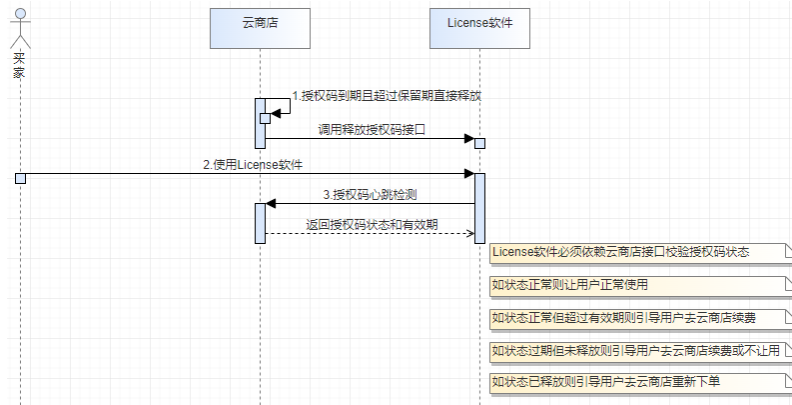 云商店
License软件
买
家
1.授权码到期且超过保留期直接释放
调用释放授权码接口
2.使用License软件
3.授权码心跳检测
返回授权码状态和有效期
License软件必须依赖云商店接口校验授权码状态
如状态正常则让用户正常使用
如状态正常但超过有效期则引导用户去云商店续费
如状态过期但未释放则引导用户去云商店续费或不让用
如状态已释放则引导用户去云商店重新下单